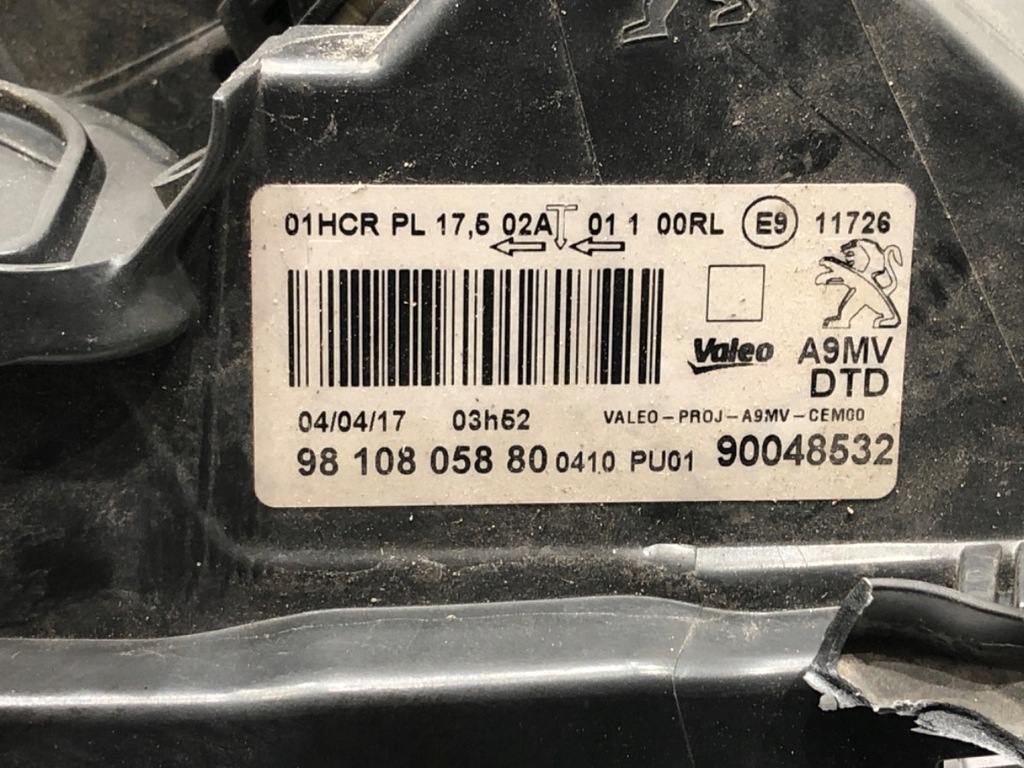 01HCR PL 17,5 02A 01 1 00RL E9 11726
Valeo A9MV
DTD
04/04/17 03h52 VALEO-PROJ-A9MV-CEM00
98 108 058 80 0410 PU01 90048532